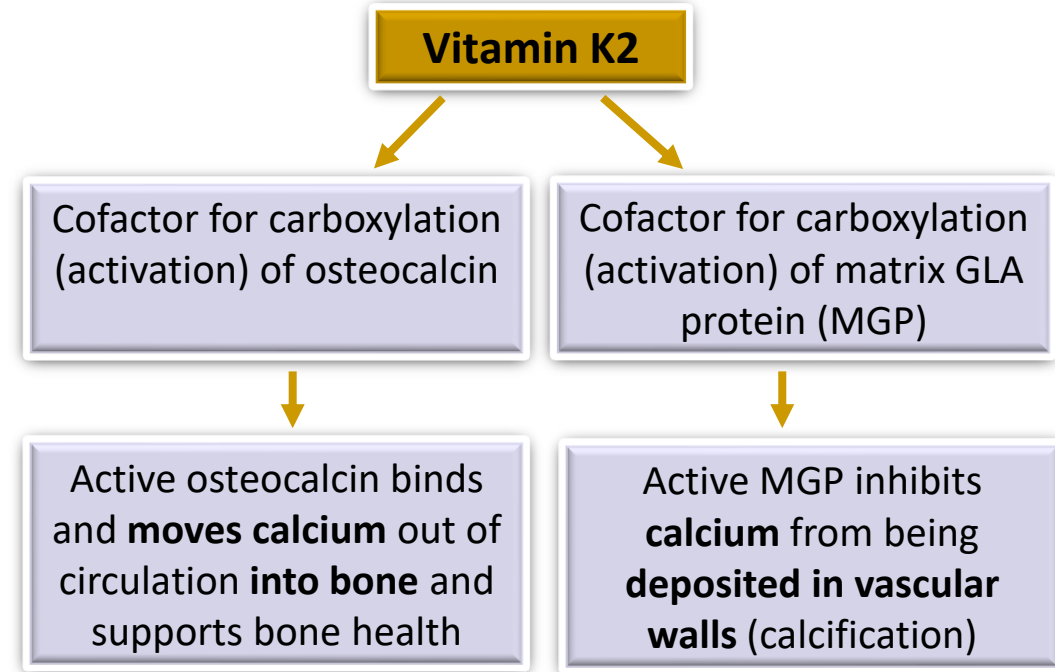 Vitamin K2
Cofactor for carboxylation
(activation) of osteocalcin
Cofactor for carboxylation
(activation) of matrix GLA
protein (MGP)
Active osteocalcin binds
and moves calcium out of
circulation into bone and
supports bone health
Active MGP inhibits
calcium from being
deposited in vascular
walls (calcification)